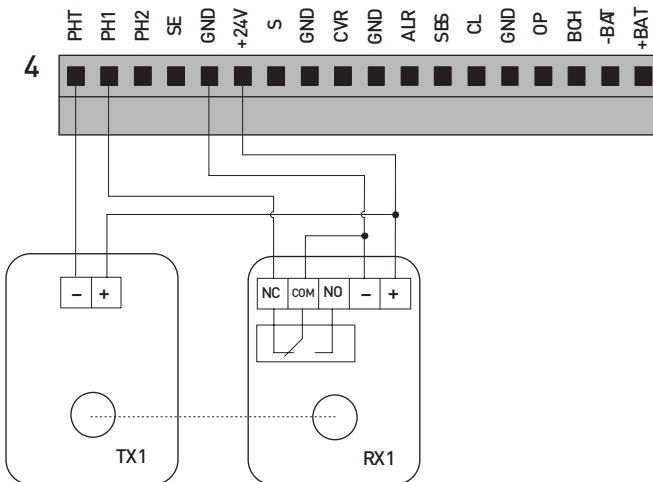 PHT PH1 PH2 SE GND +24V S GND CVR GND ALR SBS CL GND OP BCH -BAT +BAT
4
– + NC COM NO – +
TX1 RX1